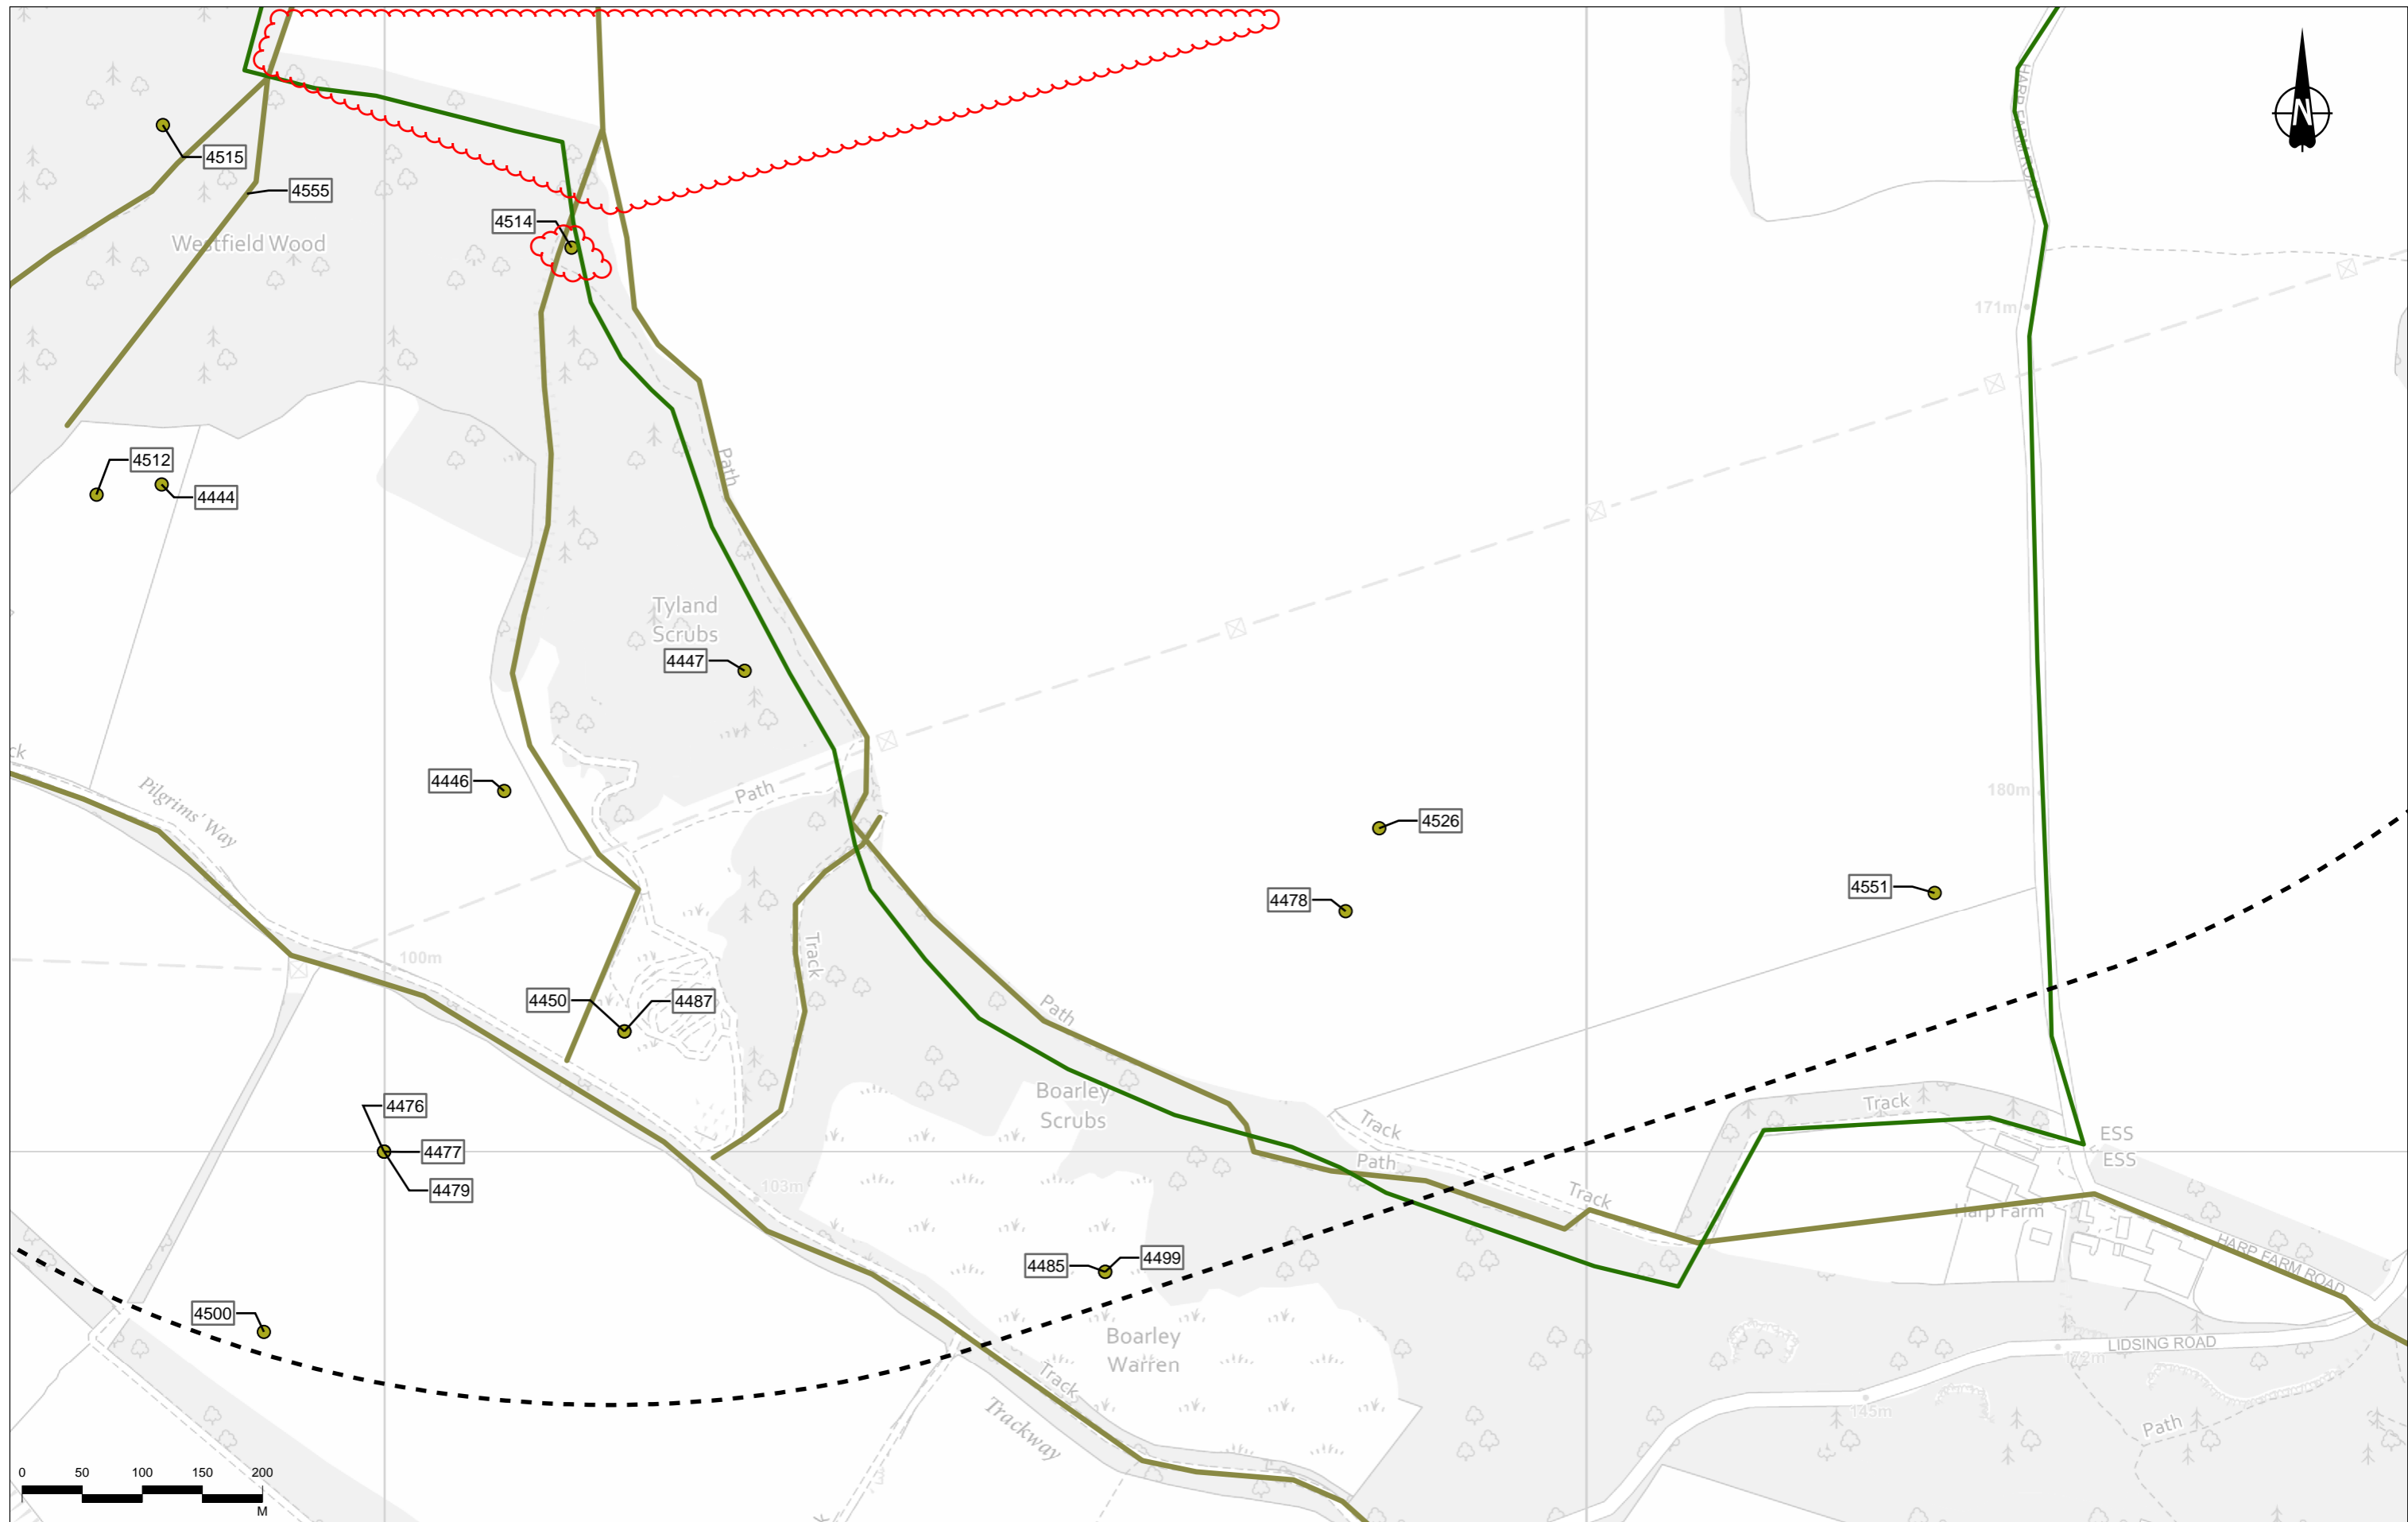 N
HARP FARM ROAD
4515
4555
4514
Westfield Wood
171m
4512
4444
Path
Tyland
Scrubs
4447
ck
Pilgrims' Way
4446
Path
180m
4526
4551
4478
100m
Track
4450
4487
Path
4476
4477
4479
Boarley
Scrubs
Track
Track
ESS
ESS
Path
103m
Track
Harp Farm
4485
4499
HARP FARM ROAD
4500
Boarley
Warren
LIDSING ROAD
172m
Track
Trackway
145m
Path
0 50 100 150 200
M